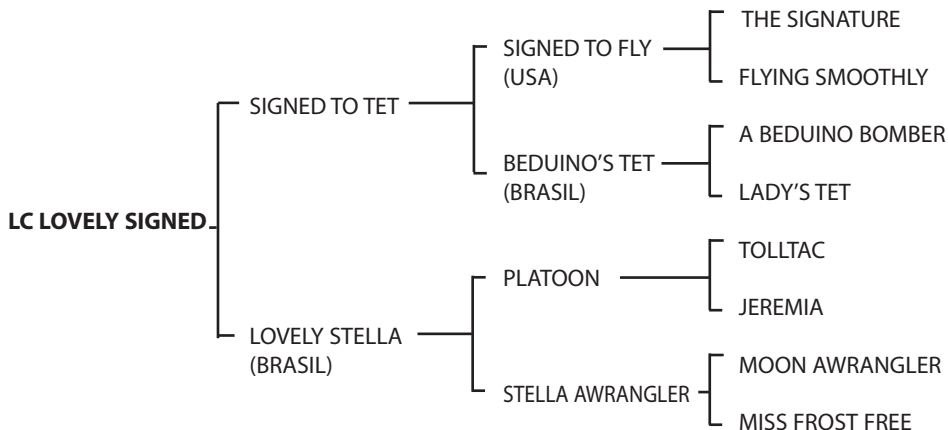 LC LOVELY SIGNED
SIGNED TO TET
LOVELY STELLA
(BRASIL)
SIGNED TO FLY
(USA)
BEDUINO’S TET
(BRASIL)
PLATOON
STELLA AWRANGLER
THE SIGNATURE
FLYING SMOOTHLY
A BEDUINO BOMBER
LADY’S TET
TOLLTAC
JEREMIA
MOON AWRANGLER
MISS FROST FREE